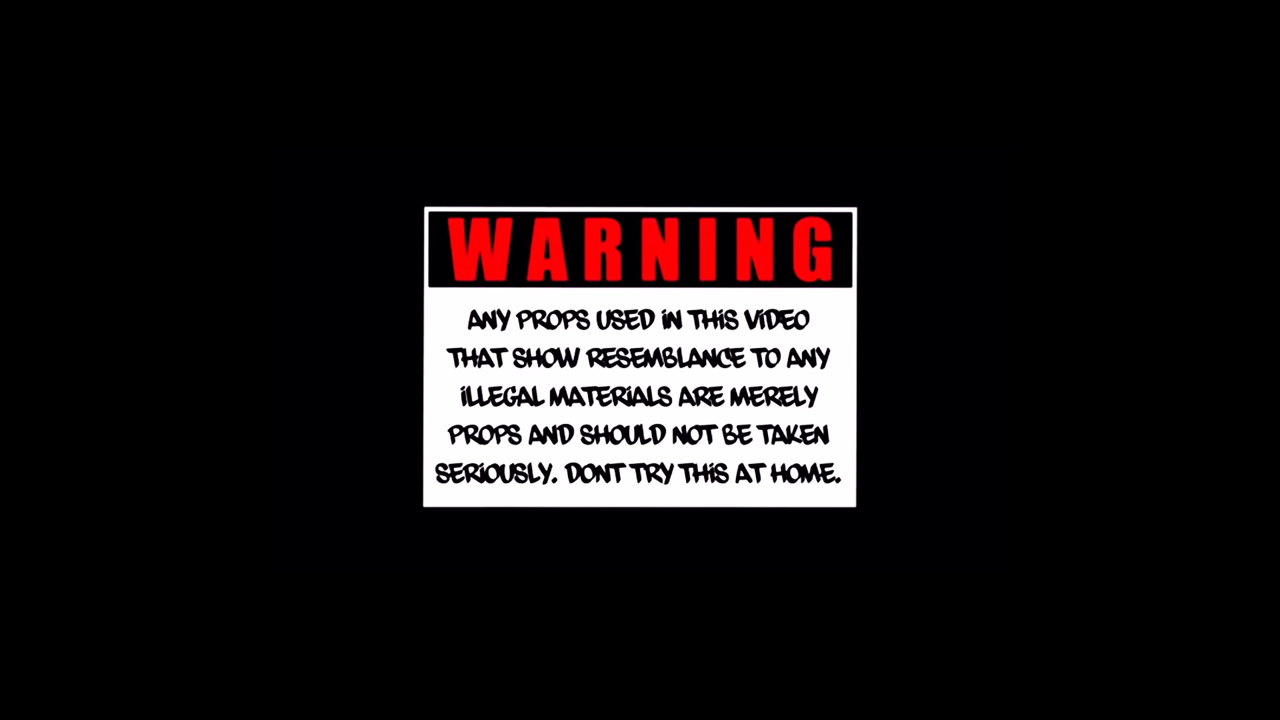 WARNING
ANY PROPS USED iN THiS ViDEO
THAT SHOW RESEMBLANCE TO ANY
iLLEGAL MATERiALS ARE MERELY
PROPS AND SHOULD NOT BE TAKEN
SERiOUSLY. DONT TRY THiS AT HOME.